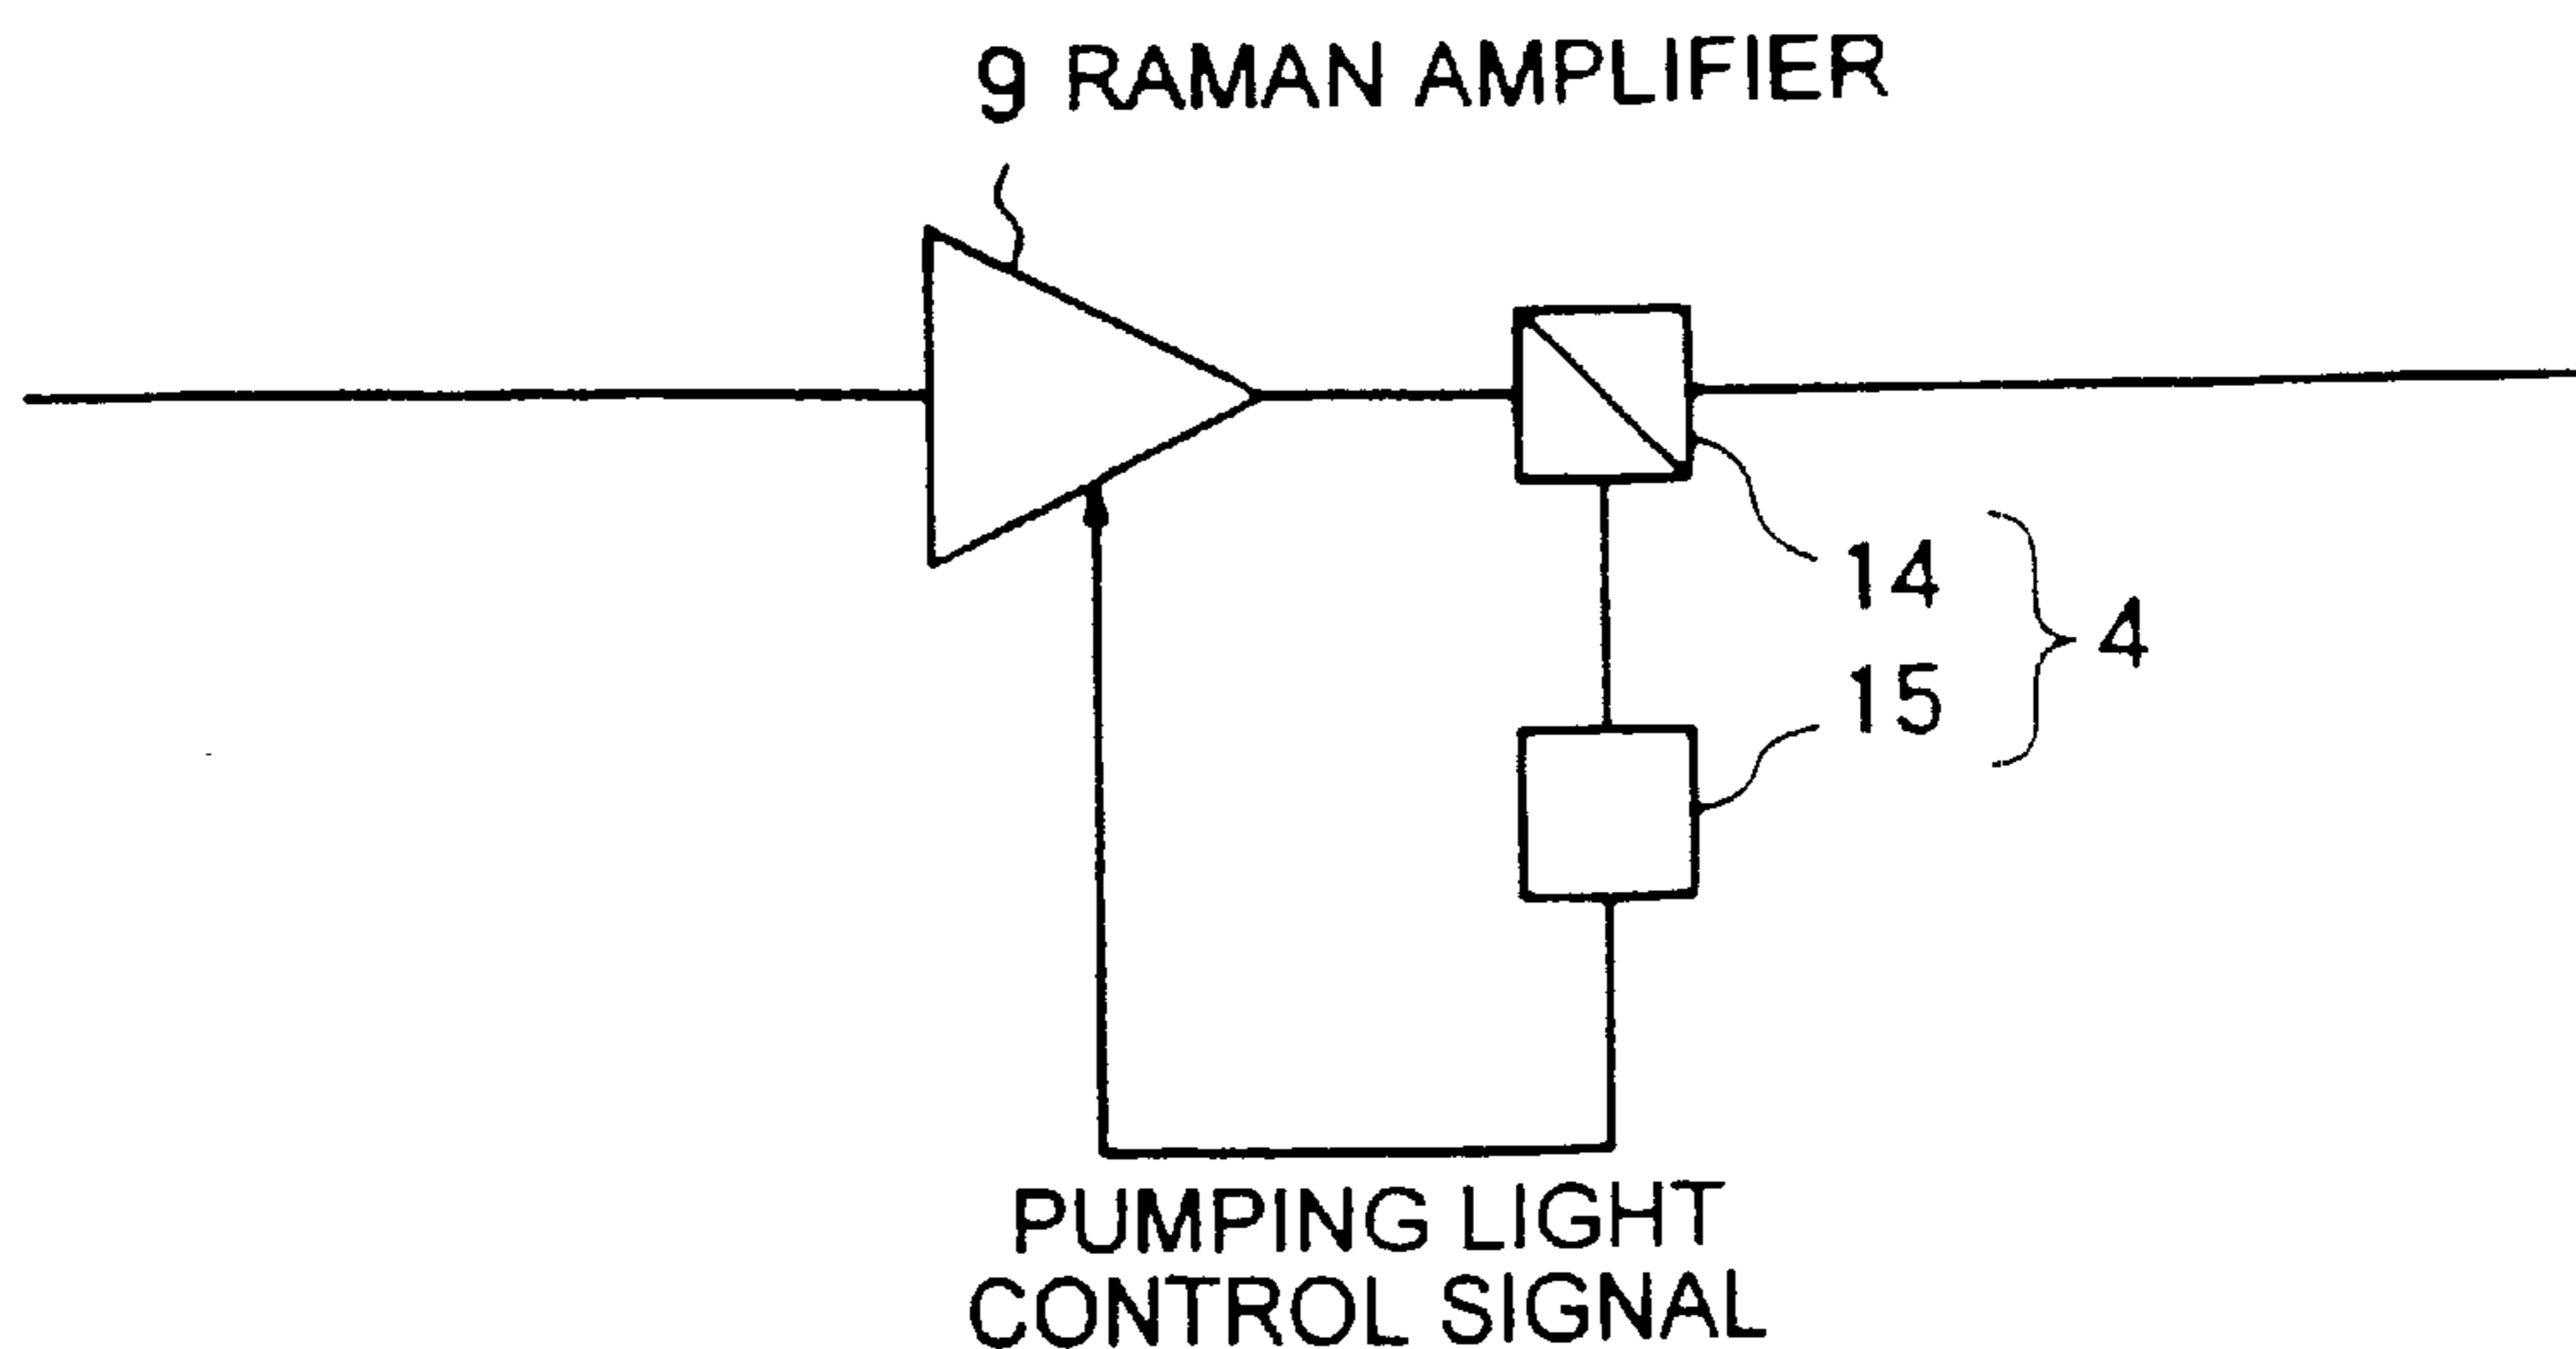 9 RAMAN AMPLIFIER
14
15
4
PUMPING LIGHT
CONTROL SIGNAL